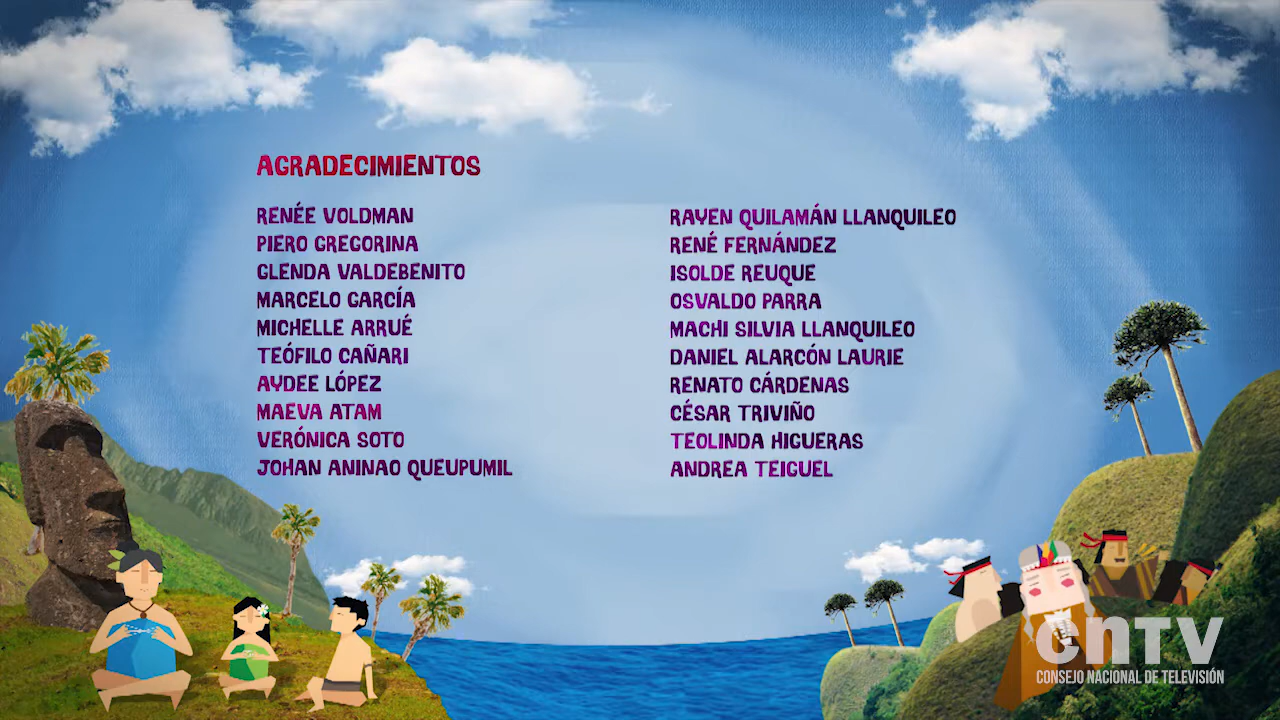 AGRADECIMIENTOS
RENÉE VOLDMAN
PIERO GREGORINA
GLENDA VALDEBENITO
MARCELO GARCÍA
MICHELLE ARRUÉ
TEÓFILO CAÑARI
AYDEE LÓPEZ
MAEVA ATAM
VERÓNICA SOTO
JOHAN ANINAO QUEUPUMIL
RAYEN QUILAMÁN LLANQUILEO
RENÉ FERNÁNDEZ
ISOLDE REUQUE
OSVALDO PARRA
MACHI SILVIA LLANQUILEO
DANIEL ALARCÓN LAURIE
RENATO CÁRDENAS
CÉSAR TRIVIÑO
TEOLINDA HIGUERAS
ANDREA TEIGUEL
cnTV
CONSEJO NACIONAL DE TELEVISIÓN